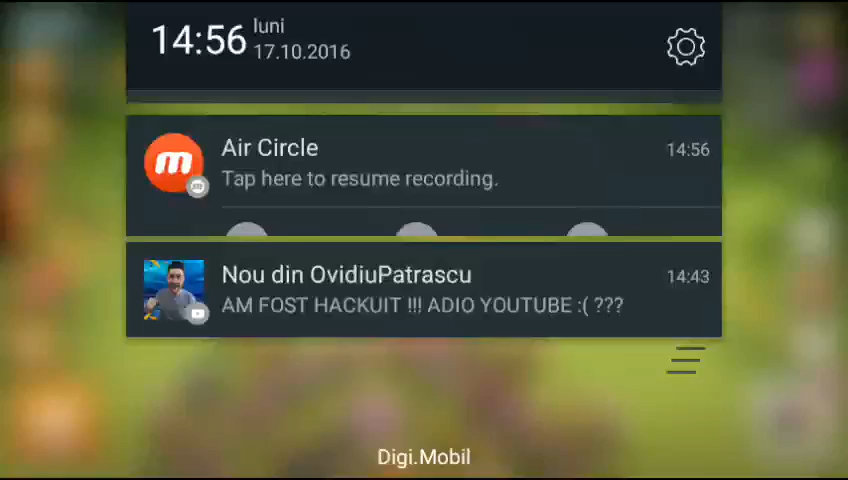 14:56
luni
17.10.2016
Air Circle
14:56
Tap here to resume recording.
Nou din OvidiuPatrascu
14:43
AM FOST HACKUIT !!! ADIO YOUTUBE :( ???
Digi.Mobil